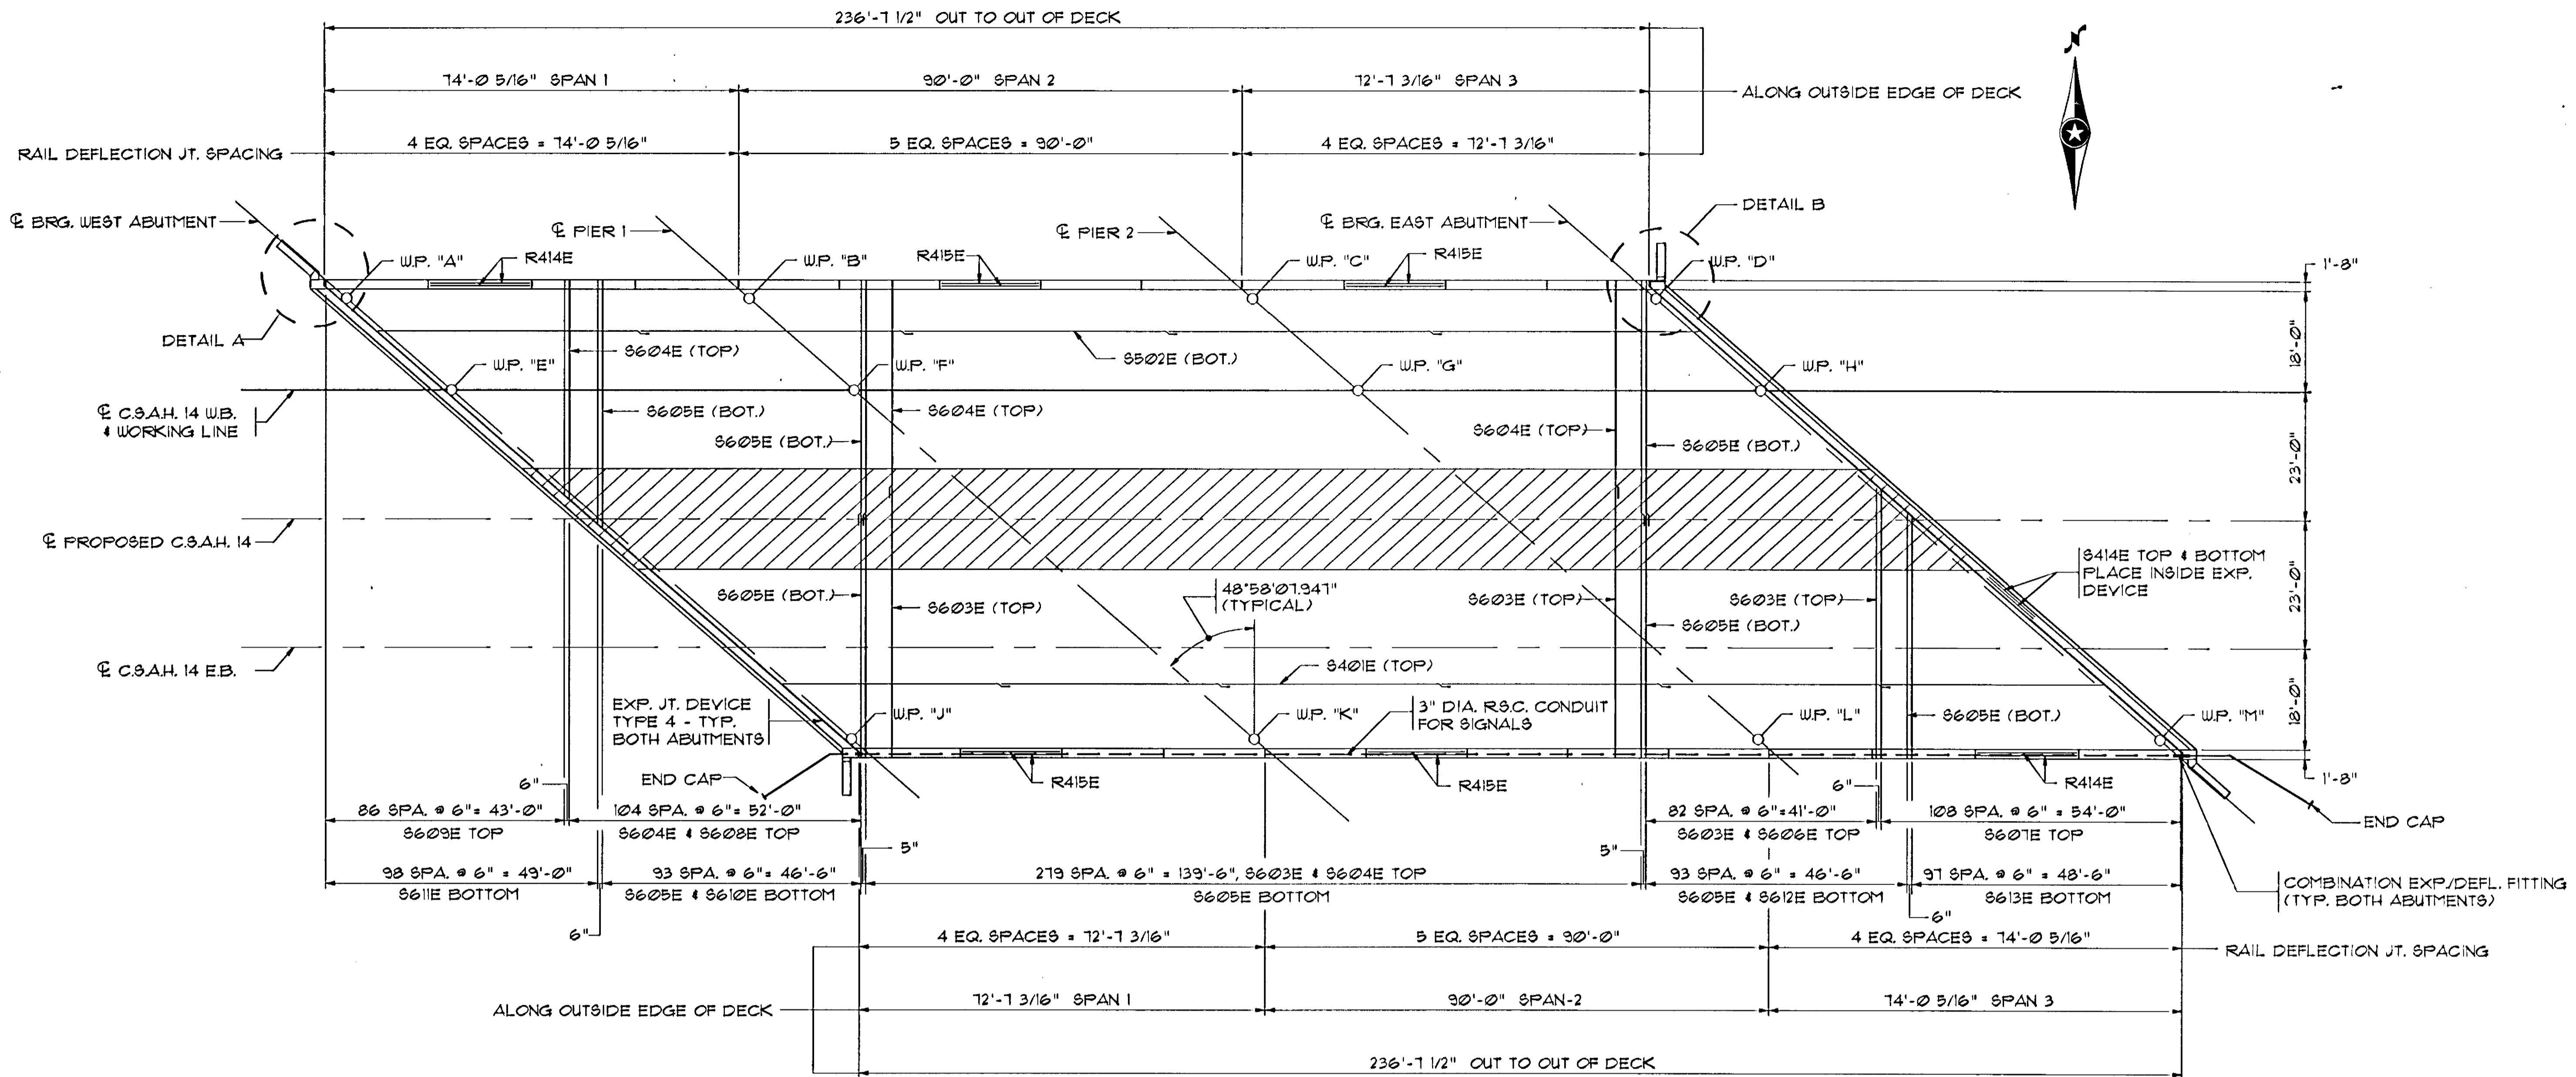 236'-7 1/2" OUT TO OUT OF DECK
N
74'-0 5/16" SPAN 1
90'-0" SPAN 2
72'-7 3/16" SPAN 3
ALONG OUTSIDE EDGE OF DECK
RAIL DEFLECTION JT. SPACING
4 EQ. SPACES = 74'-0 5/16"
5 EQ. SPACES = 90'-0"
4 EQ. SPACES = 72'-7 3/16"
℄ BRG. WEST ABUTMENT
℄ PIER 1
℄ PIER 2
℄ BRG. EAST ABUTMENT
DETAIL B
W.P. "A"
R414E
W.P. "B"
R415E
W.P. "C"
R415E
W.P. "D"
1'-8"
DETAIL A
S604E (TOP)
S502E (BOT.)
18'-0"
W.P. "E"
W.P. "F"
W.P. "G"
W.P. "H"
℄ C.S.A.H. 14 W.B.
& WORKING LINE
S605E (BOT.)
S604E (TOP)
S605E (BOT.)
S604E (TOP)
S605E (BOT.)
23'-0"
℄ PROPOSED C.S.A.H. 14
S414E TOP & BOTTOM
PLACE INSIDE EXP.
DEVICE
48°58'07.947"
(TYPICAL)
S605E (BOT.)
S603E (TOP)
S603E (TOP)
S603E (TOP)
S605E (BOT.)
23'-0"
℄ C.S.A.H. 14 E.B.
S401E (TOP)
EXP. JT. DEVICE
TYPE 4 - TYP.
BOTH ABUTMENTS
W.P. "J"
W.P. "K"
3" DIA. R.S.C. CONDUIT
FOR SIGNALS
W.P. "L"
S605E (BOT.)
W.P. "M"
18'-0"
1'-8"
6"
END CAP
R415E
R415E
6"
R414E
86 SPA. @ 6" = 43'-0"
S609E TOP
104 SPA. @ 6" = 52'-0"
S604E & S608E TOP
82 SPA. @ 6" = 41'-0"
S603E & S606E TOP
108 SPA. @ 6" = 54'-0"
S607E TOP
END CAP
5"
5"
98 SPA. @ 6" = 49'-0"
S611E BOTTOM
93 SPA. @ 6" = 46'-6"
S605E & S610E BOTTOM
279 SPA. @ 6" = 139'-6", S603E & S604E TOP
S605E BOTTOM
93 SPA. @ 6" = 46'-6"
S605E & S612E BOTTOM
97 SPA. @ 6" = 48'-6"
S613E BOTTOM
COMBINATION EXP./DEFL. FITTING
(TYP. BOTH ABUTMENTS)
6"
6"
4 EQ. SPACES = 72'-7 3/16"
5 EQ. SPACES = 90'-0"
4 EQ. SPACES = 74'-0 5/16"
RAIL DEFLECTION JT. SPACING
ALONG OUTSIDE EDGE OF DECK
72'-7 3/16" SPAN 1
90'-0" SPAN-2
74'-0 5/16" SPAN 3
236'-7 1/2" OUT TO OUT OF DECK